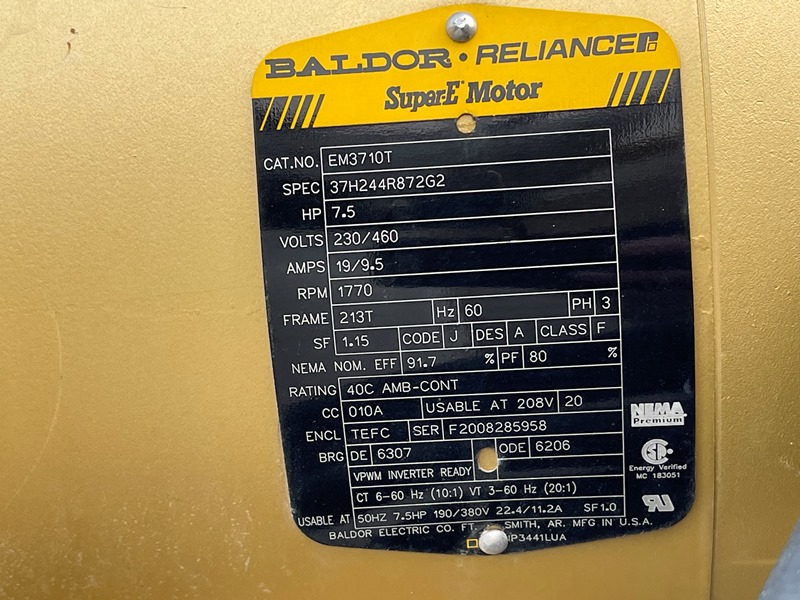 BALDOR • RELIANCE
Super-E Motor
CAT.NO. EM3710T
SPEC 37H244R872G2
HP 7.5
VOLTS 230/460
AMPS 19/9.5
RPM 1770
FRAME 213T Hz 60 PH 3
SF 1.15 CODE J DES A CLASS F
NEMA NOM. EFF 91.7 % PF 80 %
RATING 40C AMB-CONT
CC 010A USABLE AT 208V 20
ENCL TEFC SER F2008285958
BRG DE 6307 ODE 6206
VPWM INVERTER READY
CT 6-60 Hz (10:1) VT 3-60 Hz (20:1)
USABLE AT 50HZ 7.5HP 190/380V 22.4/11.2A SF1.0
BALDOR ELECTRIC CO. FT. SMITH, AR. MFG IN U.S.A.
NEMA
Premium
Energy Verified
MC 183051